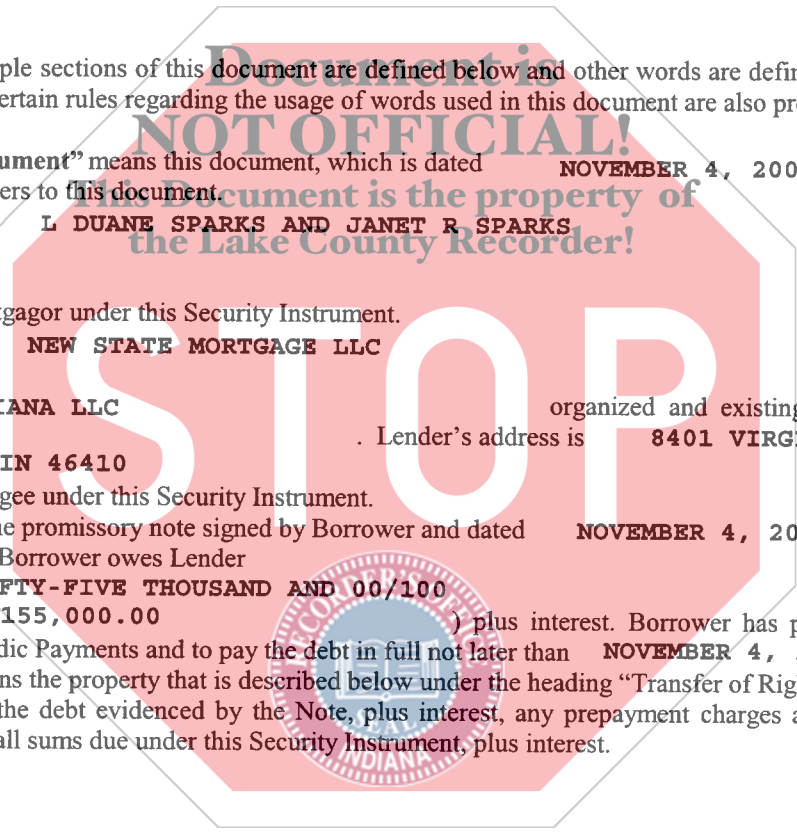 ple sections of this document are defined below and other words are defin
ertain rules regarding the usage of words used in this document are also pro
Document is
NOT OFFICIAL!
This Document is the property of
the Lake County Recorder!
ument” means this document, which is dated NOVEMBER 4, 200
ers to this document.
L DUANE SPARKS AND JANET R SPARKS
tgagor under this Security Instrument.
NEW STATE MORTGAGE LLC
STOP
IANA LLC organized and existing
. Lender’s address is 8401 VIRG
IN 46410
gee under this Security Instrument.
e promissory note signed by Borrower and dated NOVEMBER 4, 20
Borrower owes Lender
FTY-FIVE THOUSAND AND 00/100
155,000.00 ) plus interest. Borrower has p
dic Payments and to pay the debt in full not later than NOVEMBER 4,
ns the property that is described below under the heading “Transfer of Rig
the debt evidenced by the Note, plus interest, any prepayment charges a
all sums due under this Security Instrument, plus interest.
RECORDER'S OFFICE
SEAL
INDIANA